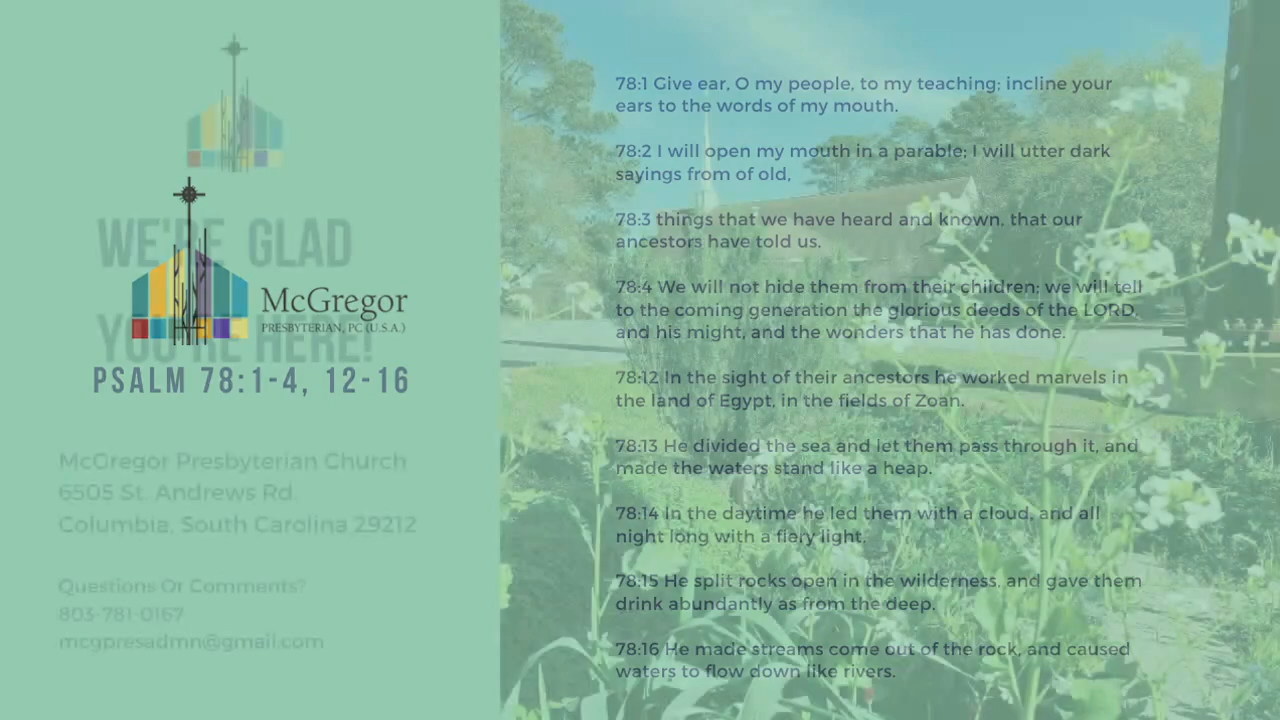 WE'RE GLAD
YOU'RE HERE!
McGregor
PRESBYTERIAN, PC (U.S.A.)
PSALM 78:1-4, 12-16
McGregor Presbyterian Church
6505 St. Andrews Rd.
Columbia, South Carolina 29212
Questions Or Comments?
803-781-0167
mcgpresadmn@gmail.com
78:1 Give ear, O my people, to my teaching; incline your
ears to the words of my mouth.
78:2 I will open my mouth in a parable; I will utter dark
sayings from of old,
78:3 things that we have heard and known, that our
ancestors have told us.
78:4 We will not hide them from their children; we will tell
to the coming generation the glorious deeds of the LORD,
and his might, and the wonders that he has done.
78:12 In the sight of their ancestors he worked marvels in
the land of Egypt, in the fields of Zoan.
78:13 He divided the sea and let them pass through it, and
made the waters stand like a heap.
78:14 In the daytime he led them with a cloud, and all
night long with a fiery light.
78:15 He split rocks open in the wilderness, and gave them
drink abundantly as from the deep.
78:16 He made streams come out of the rock, and caused
waters to flow down like rivers.